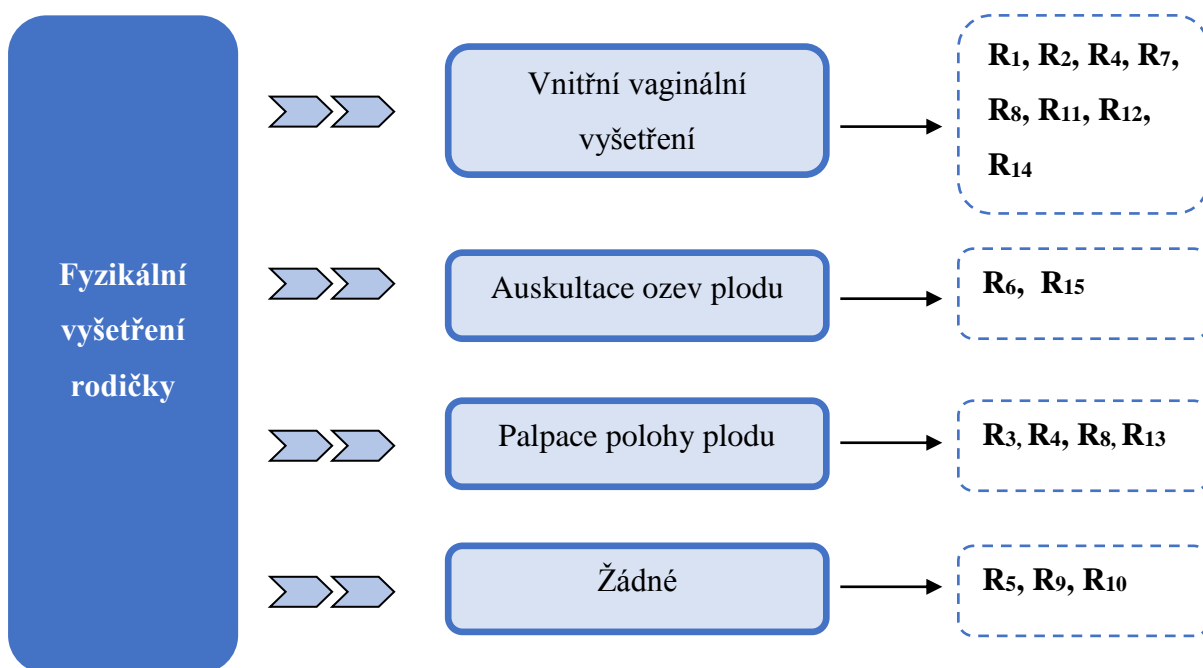 Fyzikální
vyšetření
rodičky
Vnitřní vaginální
vyšetření
R1, R2, R4, R7,
R8, R11, R12,
R14
Auskultace ozev plodu
R6, R15
Palpace polohy plodu
R3, R4, R8, R13
Žádné
R5, R9, R10